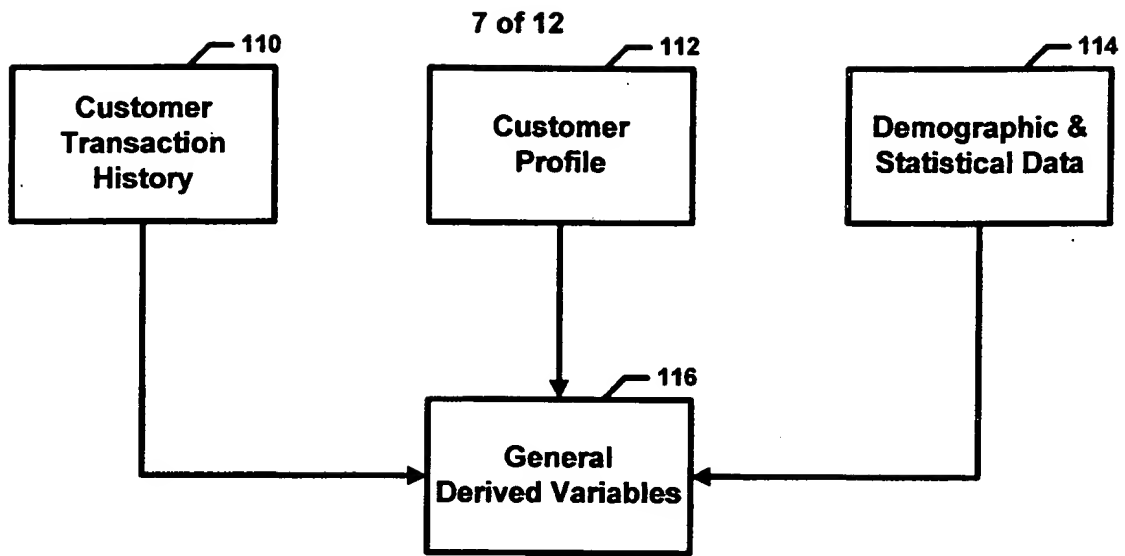 7 of 12
110
Customer
Transaction
History
112
Customer
Profile
114
Demographic &
Statistical Data
116
General
Derived Variables